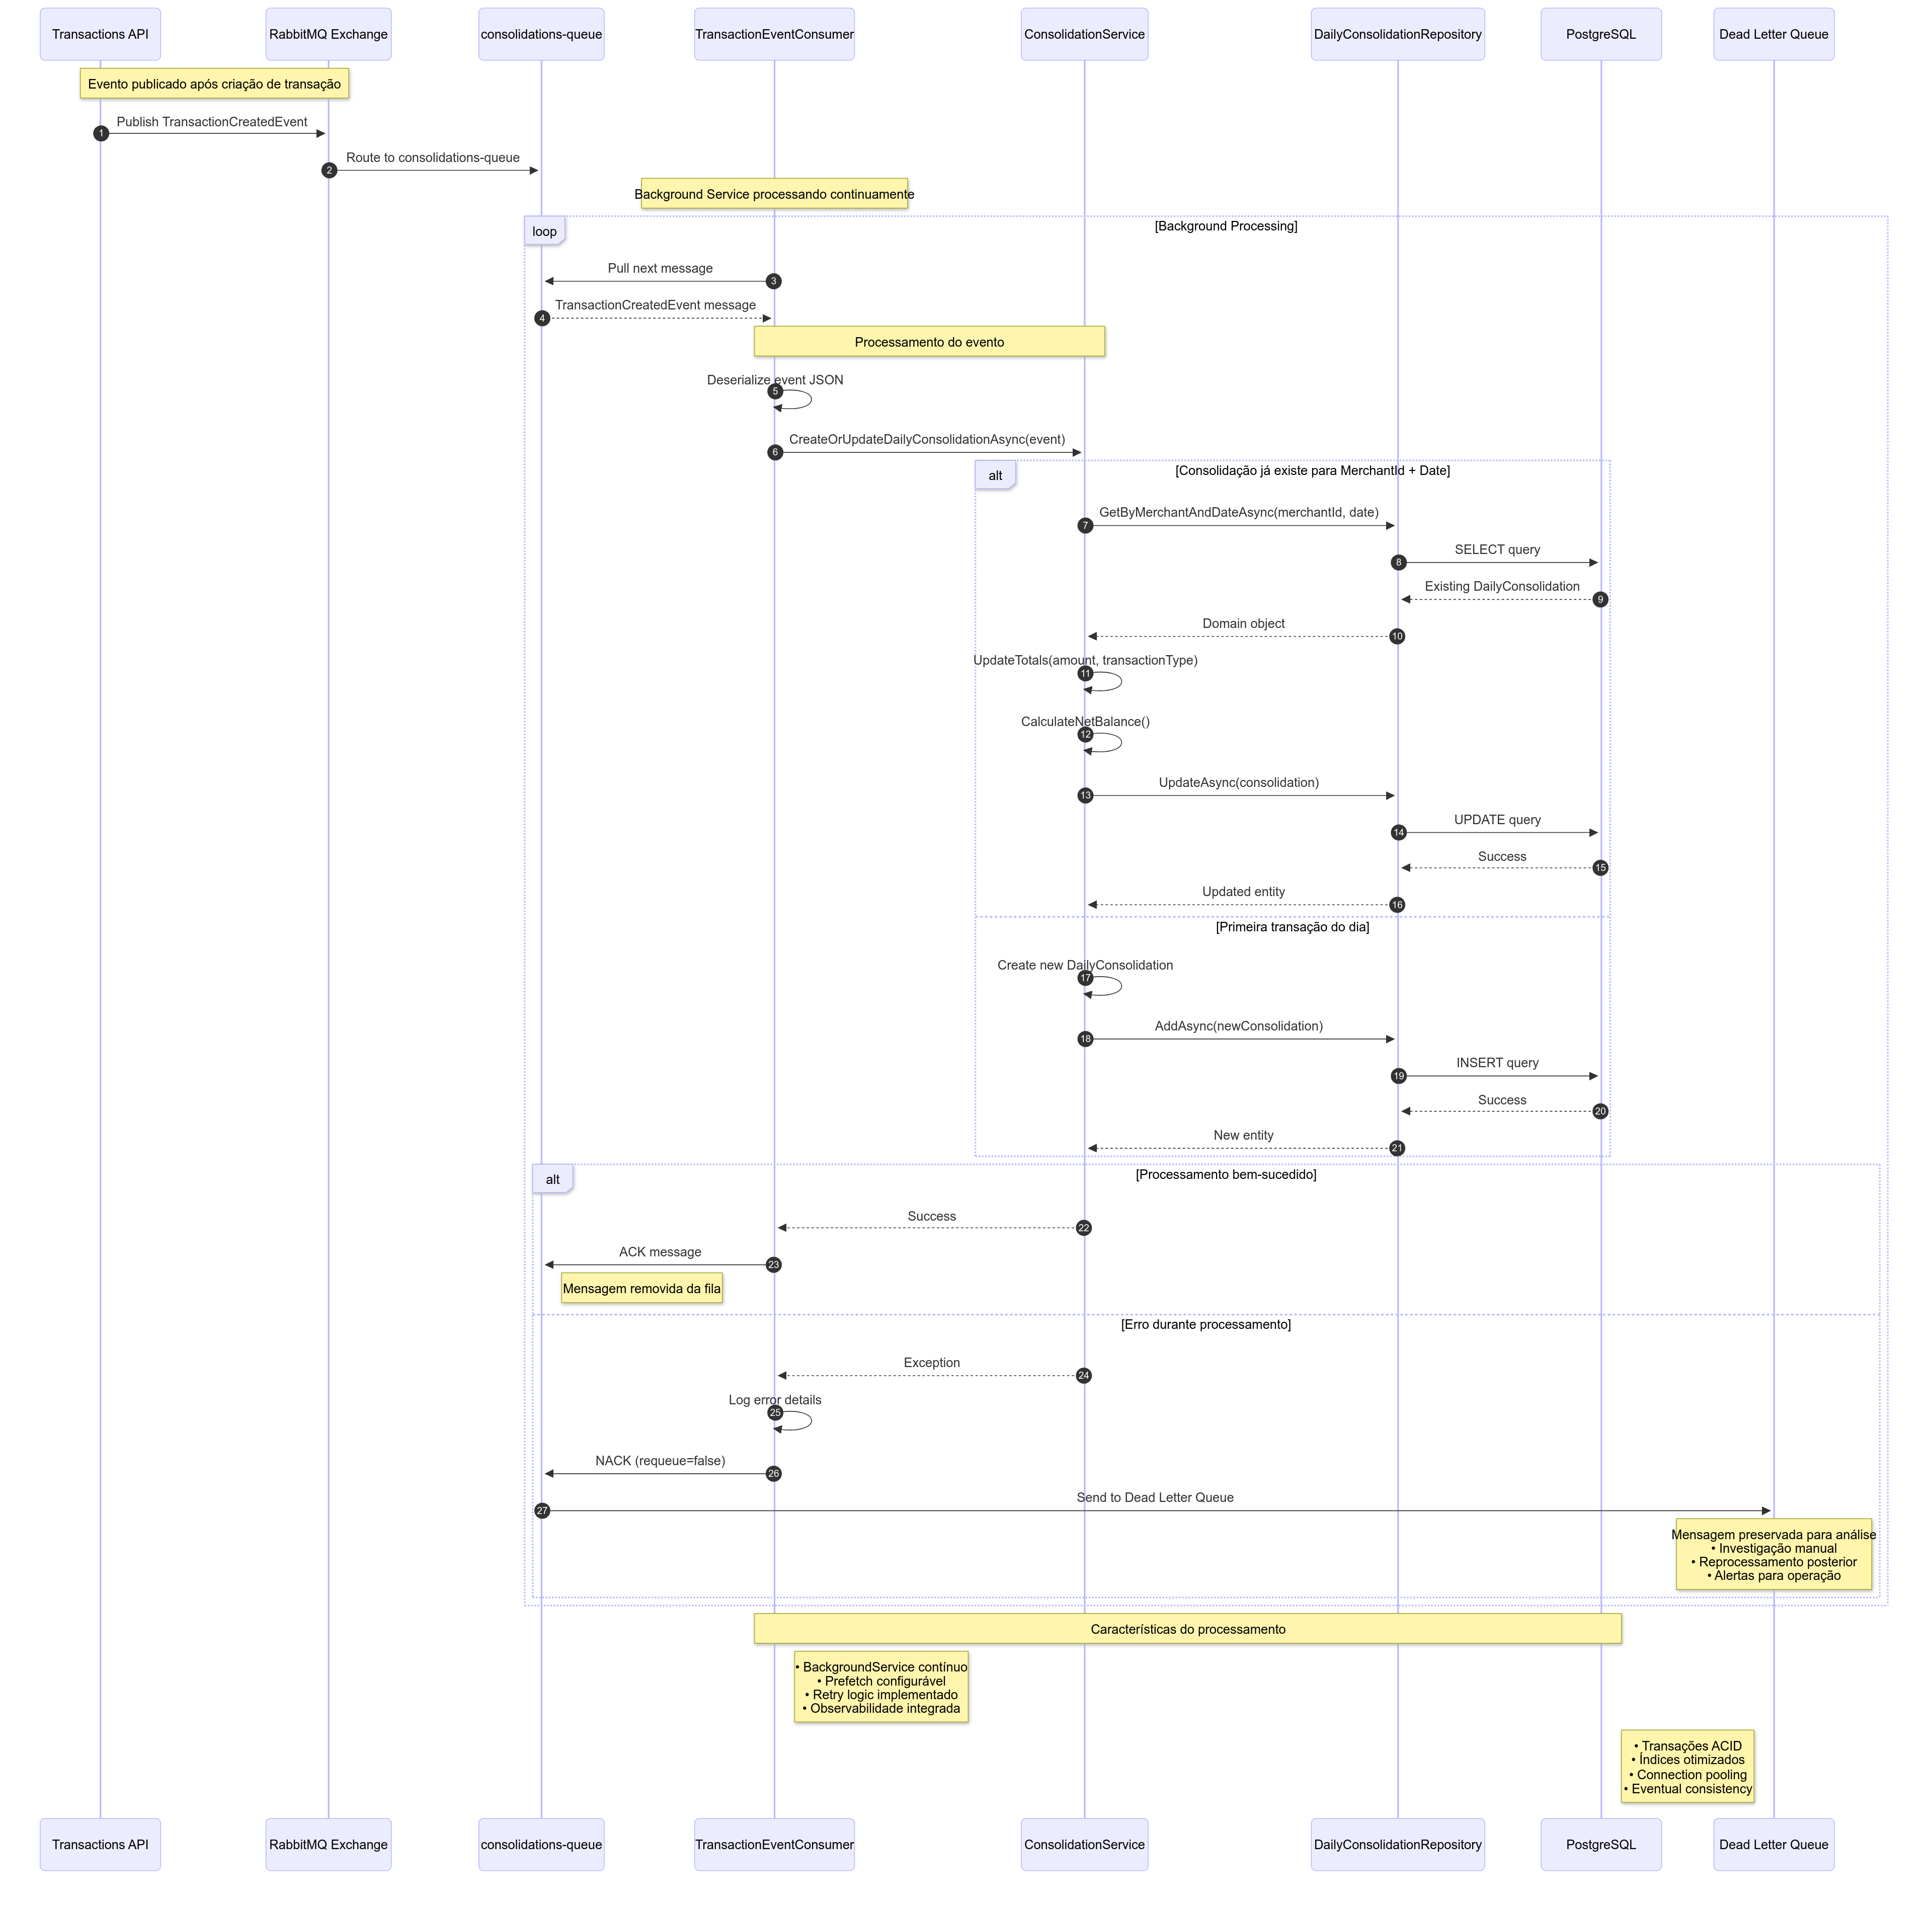 Transactions API
RabbitMQ Exchange
consolidations-queue
TransactionEventConsumer
ConsolidationService
DailyConsolidationRepository
PostgreSQL
Dead Letter Queue
Evento publicado após criação de transação
Publish TransactionCreatedEvent
1
Route to consolidations-queue
2
Background Service processando continuamente
loop
[Background Processing]
Pull next message
3
TransactionCreatedEvent message
4
Processamento do evento
Deserialize event JSON
5
CreateOrUpdateDailyConsolidationAsync(event)
6
alt
[Consolidação já existe para MerchantId + Date]
GetByMerchantAndDateAsync(merchantId, date)
7
SELECT query
8
Existing DailyConsolidation
9
Domain object
10
UpdateTotals(amount, transactionType)
11
CalculateNetBalance()
12
UpdateAsync(consolidation)
13
UPDATE query
14
Success
15
Updated entity
16
[Primeira transação do dia]
Create new DailyConsolidation
17
AddAsync(newConsolidation)
18
INSERT query
19
Success
20
New entity
21
alt
[Processamento bem-sucedido]
Success
22
ACK message
23
Mensagem removida da fila
[Erro durante processamento]
Exception
24
Log error details
25
NACK (requeue=false)
26
Send to Dead Letter Queue
27
Mensagem preservada para análise
• Investigação manual
• Reprocessamento posterior
• Alertas para operação
Características do processamento
• BackgroundService contínuo
• Prefetch configurável
• Retry logic implementado
• Observabilidade integrada
• Transações ACID
• Índices otimizados
• Connection pooling
• Eventual consistency
Transactions API
RabbitMQ Exchange
consolidations-queue
TransactionEventConsumer
ConsolidationService
DailyConsolidationRepository
PostgreSQL
Dead Letter Queue